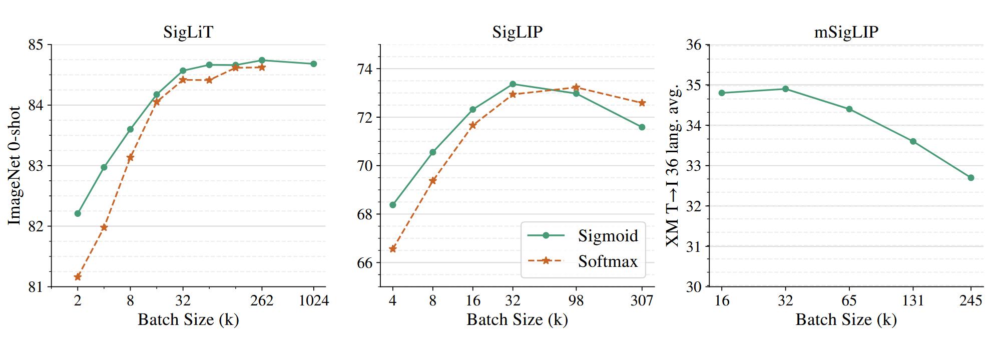 SigLiT
ImageNet 0-shot
85
84
83
82
81
2 8 32 262 1024
Batch Size (k)
SigLIP
74
72
70
68
66
Sigmoid
Softmax
4 8 16 32 98 307
Batch Size (k)
mSigLIP
XM T→I 36 lang. avg.
36
35
34
33
32
31
30
16 32 65 131 245
Batch Size (k)